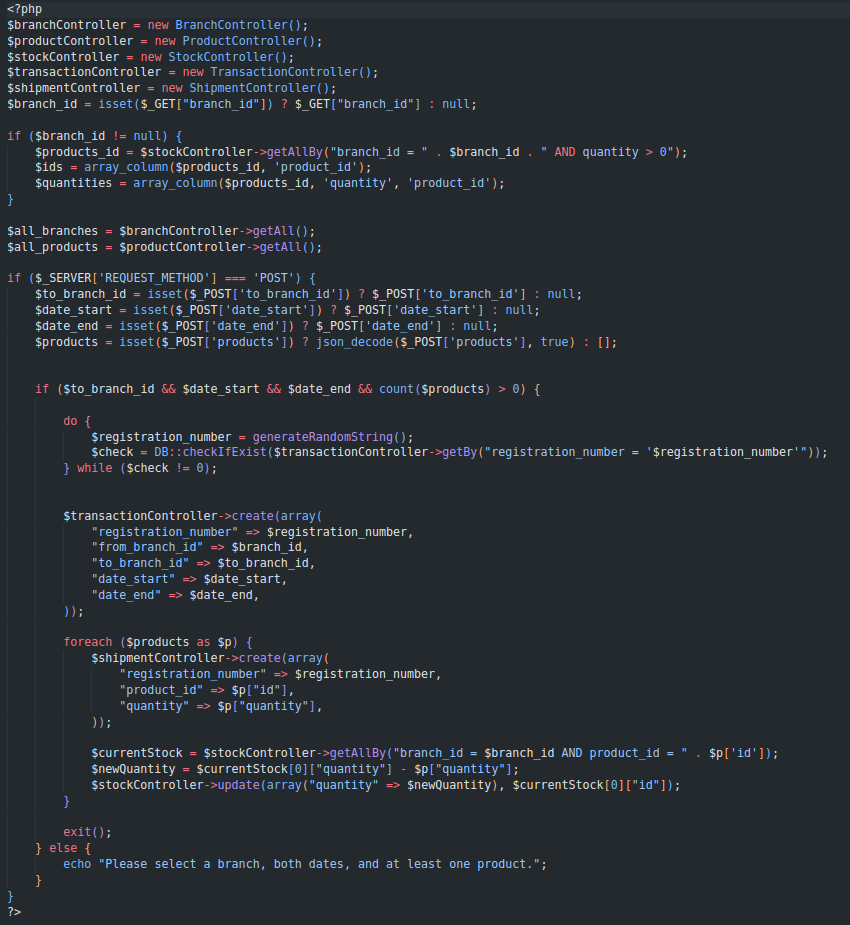 <?php
$branchController = new BranchController();
$productController = new ProductController();
$stockController = new StockController();
$transactionController = new TransactionController();
$shipmentController = new ShipmentController();
$branch_id = isset($_GET["branch_id"]) ? $_GET["branch_id"] : null;

if ($branch_id != null) {
    $products_id = $stockController->getAllBy("branch_id = " . $branch_id . " AND quantity > 0");
    $ids = array_column($products_id, 'product_id');
    $quantities = array_column($products_id, 'quantity', 'product_id');
}

$all_branches = $branchController->getAll();
$all_products = $productController->getAll();

if ($_SERVER['REQUEST_METHOD'] === 'POST') {
    $to_branch_id = isset($_POST['to_branch_id']) ? $_POST['to_branch_id'] : null;
    $date_start = isset($_POST['date_start']) ? $_POST['date_start'] : null;
    $date_end = isset($_POST['date_end']) ? $_POST['date_end'] : null;
    $products = isset($_POST['products']) ? json_decode($_POST['products'], true) : [];


    if ($to_branch_id && $date_start && $date_end && count($products) > 0) {

        do {
            $registration_number = generateRandomString();
            $check = DB::checkIfExist($transactionController->getBy("registration_number = '$registration_number'"));
        } while ($check != 0);


        $transactionController->create(array(
            "registration_number" => $registration_number,
            "from_branch_id" => $branch_id,
            "to_branch_id" => $to_branch_id,
            "date_start" => $date_start,
            "date_end" => $date_end,
        ));

        foreach ($products as $p) {
            $shipmentController->create(array(
                "registration_number" => $registration_number,
                "product_id" => $p["id"],
                "quantity" => $p["quantity"],
            ));

            $currentStock = $stockController->getAllBy("branch_id = $branch_id AND product_id = " . $p['id']);
            $newQuantity = $currentStock[0]["quantity"] - $p["quantity"];
            $stockController->update(array("quantity" => $newQuantity), $currentStock[0]["id"]);
        }

        exit();
    } else {
        echo "Please select a branch, both dates, and at least one product.";
    }
}
?>